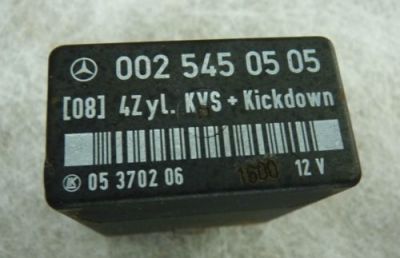 002 545 05 05
[08] 4Zyl. KVS + Kickdown
05 3702 06 1600 12 V